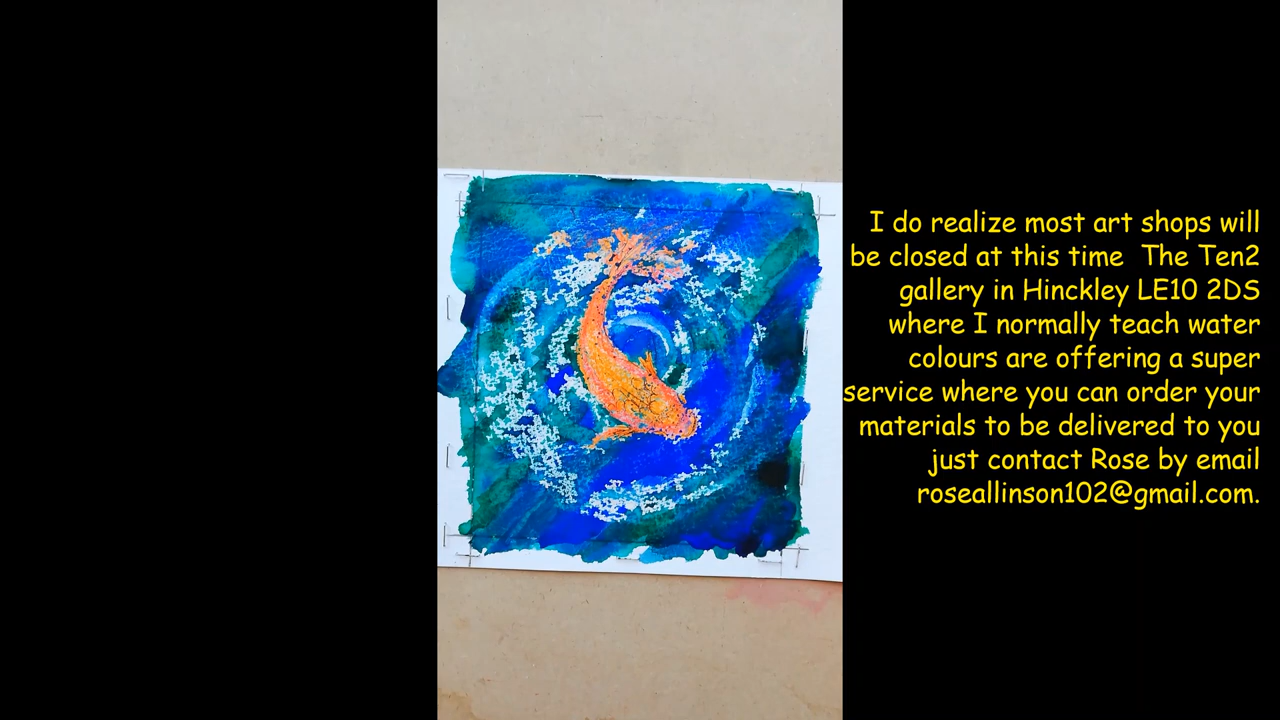 I do realize most art shops will
be closed at this time  The Ten2
gallery in Hinckley LE10 2DS
where I normally teach water
colours are offering a super
service where you can order your
materials to be delivered to you
just contact Rose by email
roseallinson102@gmail.com.